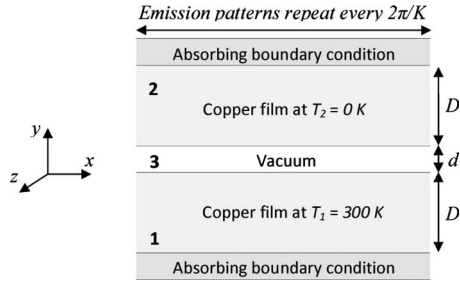 Emission patterns repeat every 2π/K
Absorbing boundary condition
2
Copper film at T₂ = 0 K
D
y
x
z
3
Vacuum
d
Copper film at T₁ = 300 K
D
1
Absorbing boundary condition